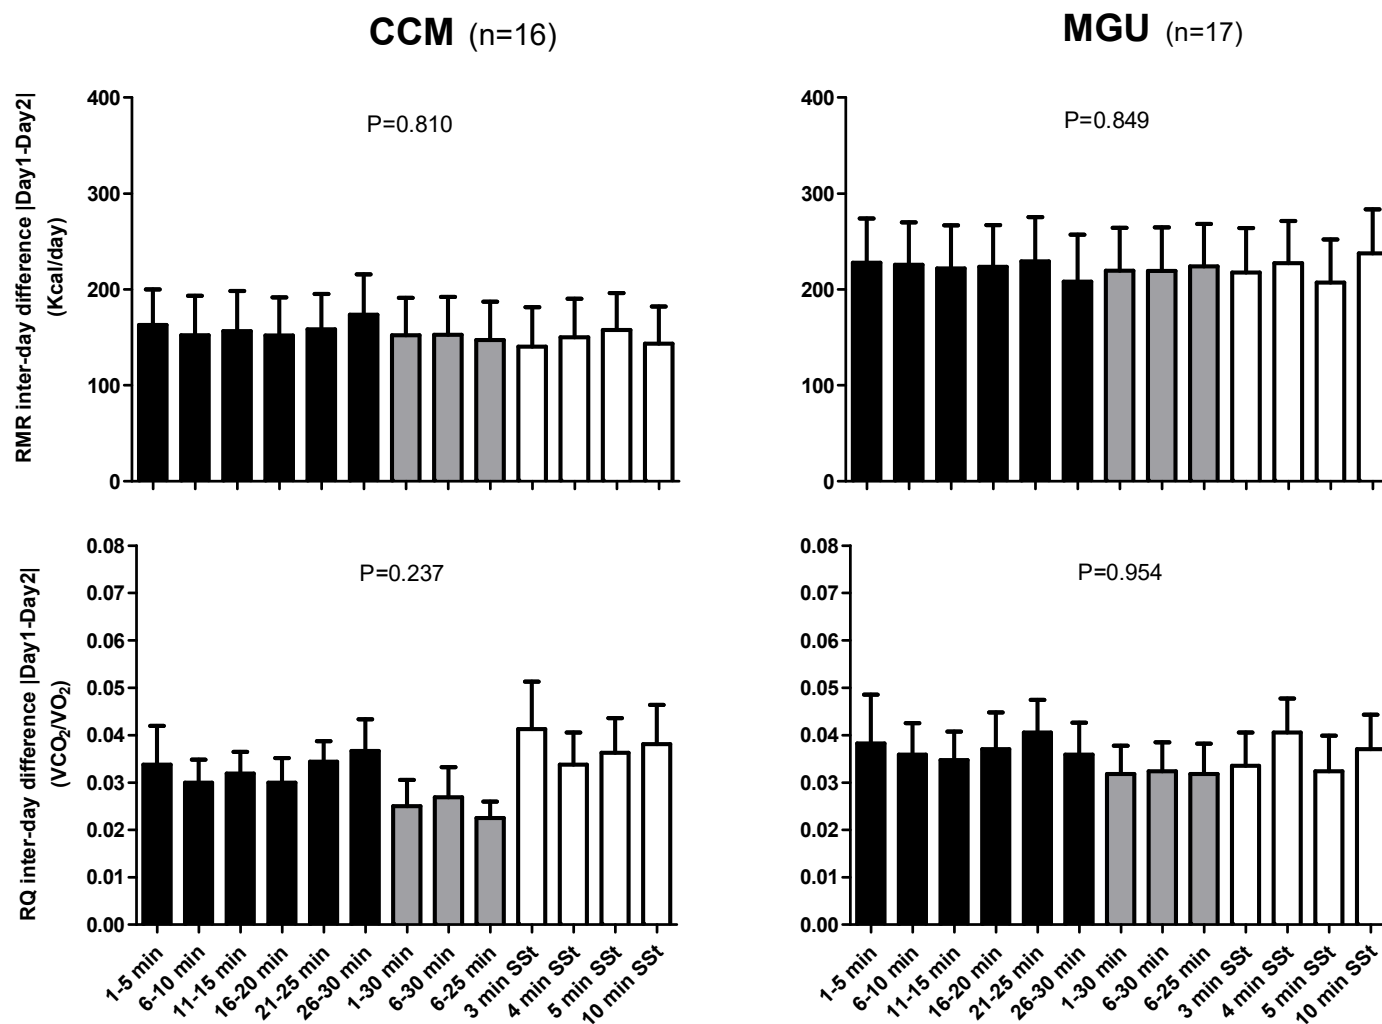 CCM (n=16)
MGU (n=17)
RMR inter-day difference |Day1-Day2|
(Kcal/day)
400
300
200
100
0
P=0.810
400
300
200
100
0
P=0.849
RQ inter-day difference |Day1-Day2|
(VCO₂/VO₂)
0.08
0.07
0.06
0.05
0.04
0.03
0.02
0.01
0.00
P=0.237
1-5 min
6-10 min
11-15 min
16-20 min
21-25 min
26-30 min
1-30 min
6-30 min
6-25 min
3 min SSt
4 min SSt
5 min SSt
10 min SSt
0.08
0.07
0.06
0.05
0.04
0.03
0.02
0.01
0.00
P=0.954
1-5 min
6-10 min
11-15 min
16-20 min
21-25 min
26-30 min
1-30 min
6-30 min
6-25 min
3 min SSt
4 min SSt
5 min SSt
10 min SSt